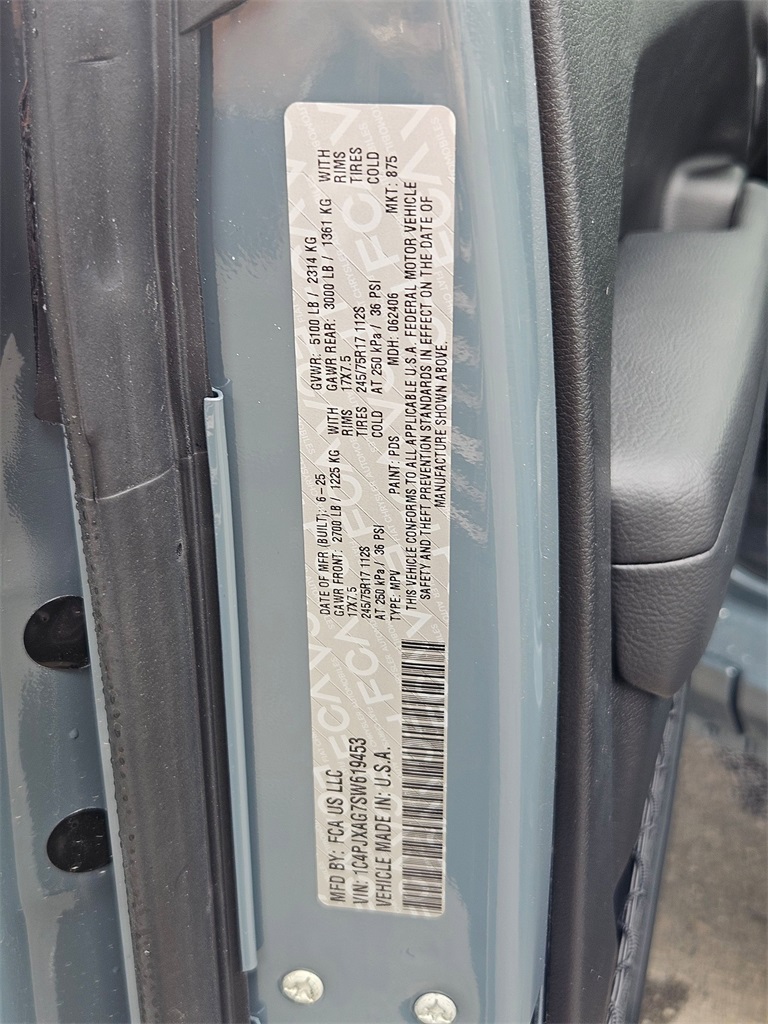 MFD BY: FCA US LLC
DATE OF MFR (BUILT): 6-25
GVWR: 5100 LB / 2314 KG
GAWR FRONT: 2700 LB / 1225 KG WITH
GAWR REAR: 3000 LB / 1361 KG WITH
17X7.5 RIMS
17X7.5 RIMS
245/75R17 112S TIRES
245/75R17 112S TIRES
AT 250 kPa / 36 PSI COLD
AT 250 kPa / 36 PSI COLD
VIN: 1C4PJXAG7SW619453
TYPE: MPV PAINT: PDS MDH: 062406 MKT: 875
VEHICLE MADE IN: U.S.A.
THIS VEHICLE CONFORMS TO ALL APPLICABLE U.S.A. FEDERAL MOTOR VEHICLE
SAFETY AND THEFT PREVENTION STANDARDS IN EFFECT ON THE DATE OF
MANUFACTURE SHOWN ABOVE.